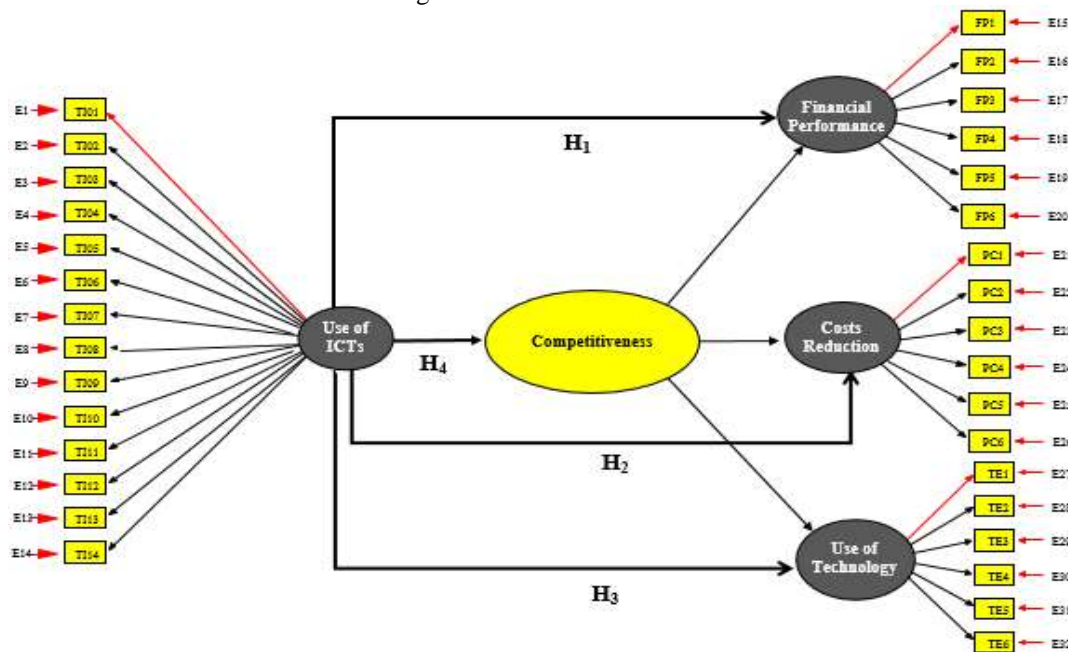 E1
TI01
E2
TI02
E3
TI03
E4
TI04
E5
TI05
E6
TI06
E7
TI07
E8
TI08
E9
TI09
E10
TI10
E11
TI11
E12
TI12
E13
TI13
E14
TI14
Use of
ICTs
H1
H4
H2
H3
Competitiveness
Financial
Performance
Costs
Reduction
Use of
Technology
FP1
E15
FP2
E16
FP3
E17
FP4
E18
FP5
E19
FP6
E20
PC1
PC2
PC3
PC4
PC5
PC6
TE1
E27
TE2
E28
TE3
E29
TE4
E30
TE5
E31
TE6
E32